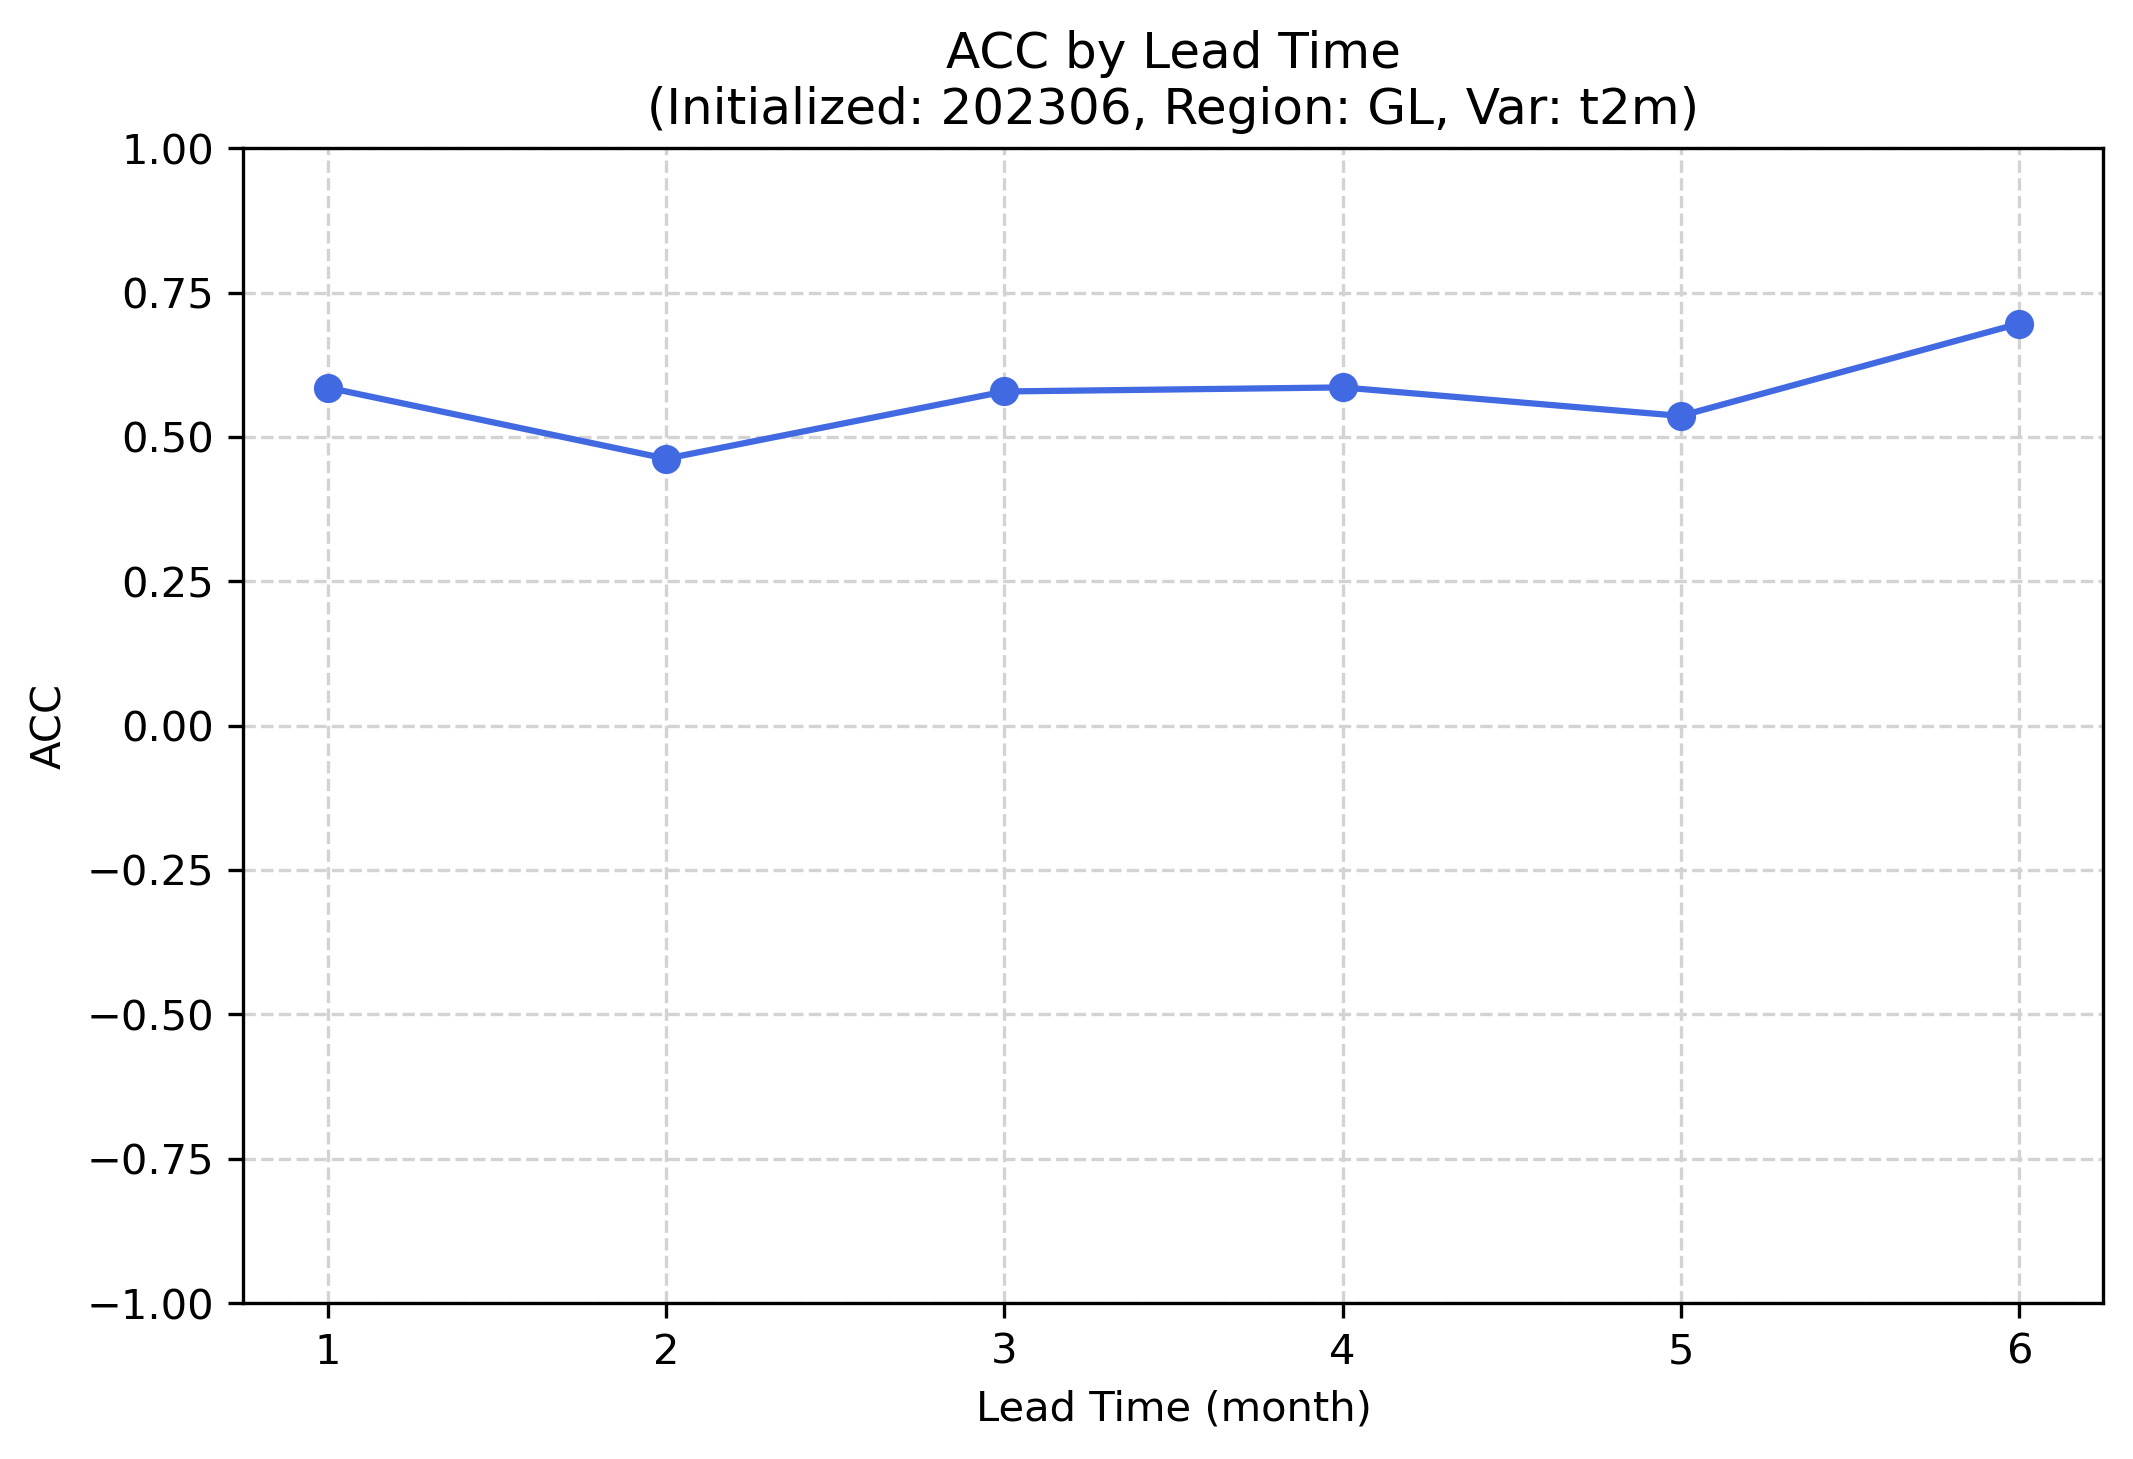 ACC by Lead Time
(Initialized: 202306, Region: GL, Var: t2m)
1.00
0.75
0.50
0.25
0.00
−0.25
−0.50
−0.75
−1.00
ACC
1 2 3 4 5 6
Lead Time (month)